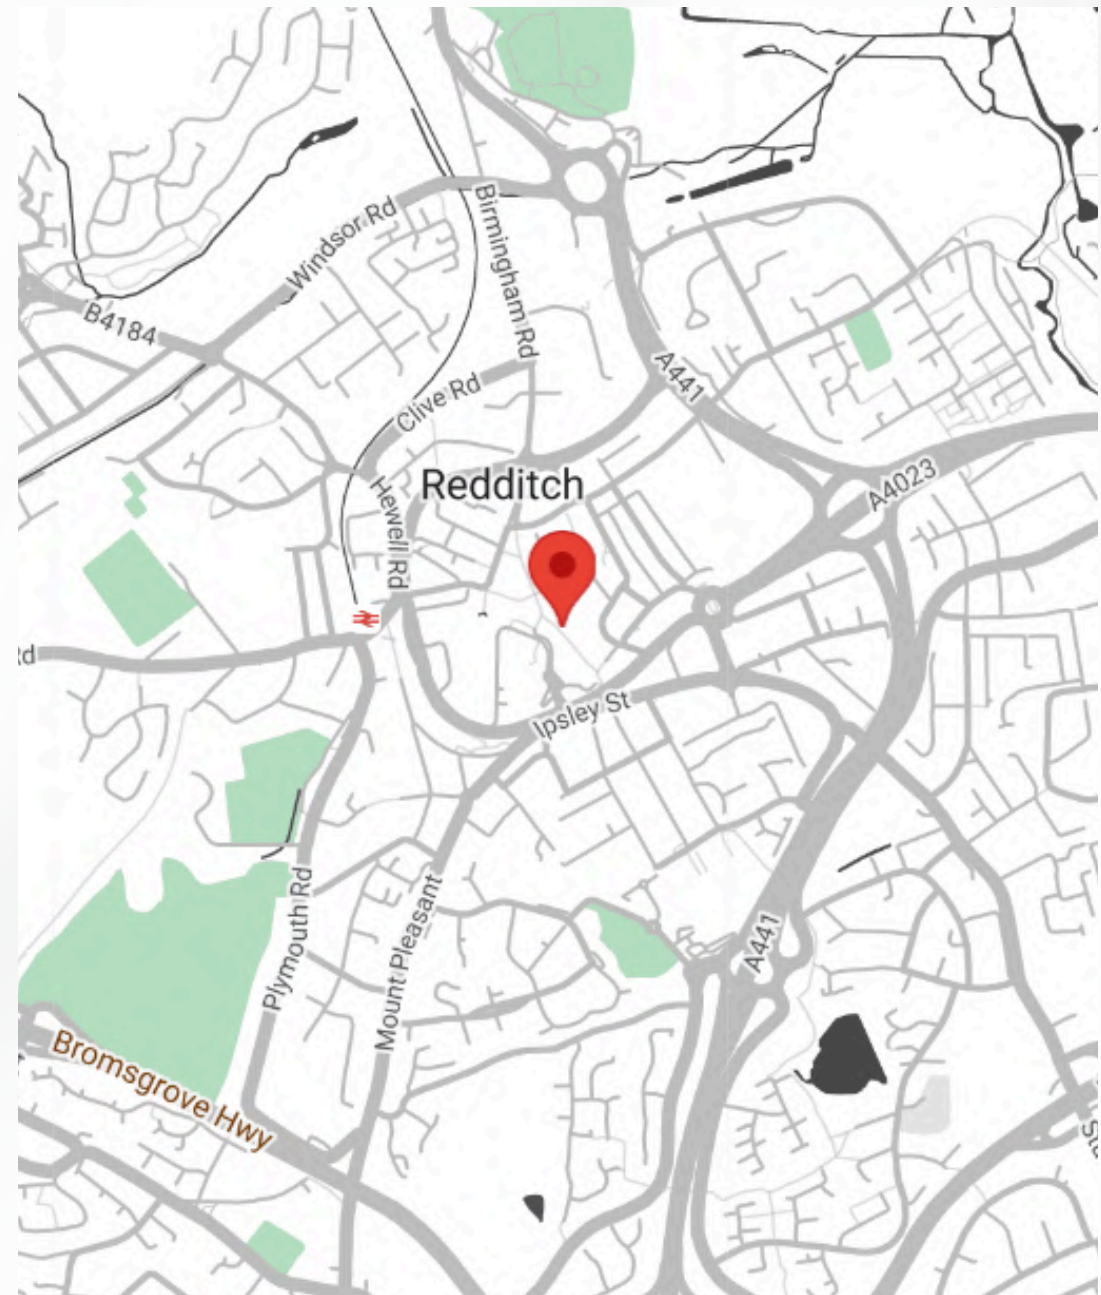 Windsor Rd
Birmingham Rd
B4184
A441
Clive Rd
A4023
Redditch
Hewell Rd
Rd
Ipsley St
Plymouth Rd
Mount Pleasant
A441
Bromsgrove Hwy